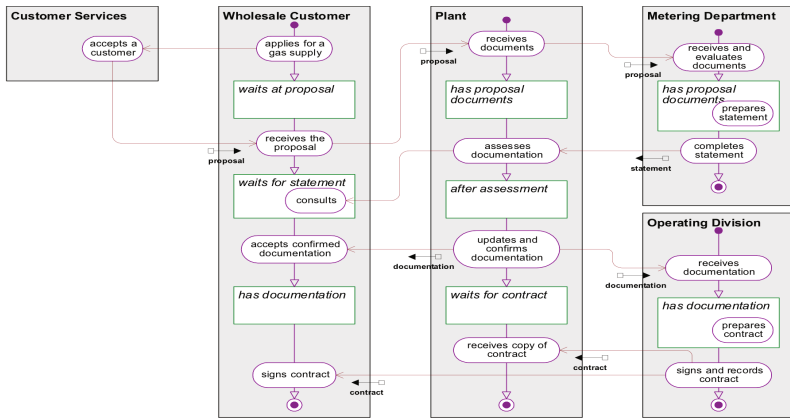 Customer Services
accepts a
customer
Wholesale Customer
applies for a
gas supply
waits at proposal
receives the
proposal
proposal
waits for statement
consults
accepts confirmed
documentation
has documentation
signs contract
contract
Plant
receives
documents
proposal
has proposal
documents
assesses
documentation
after assessment
updates and
confirms
documentation
documentation
waits for contract
receives copy of
contract
contract
Metering Department
receives and
evaluates
documents
proposal
has proposal
documents
prepares
statement
completes
statement
statement
Operating Division
receives
documentation
documentation
has documentation
prepares
contract
signs and records
contract